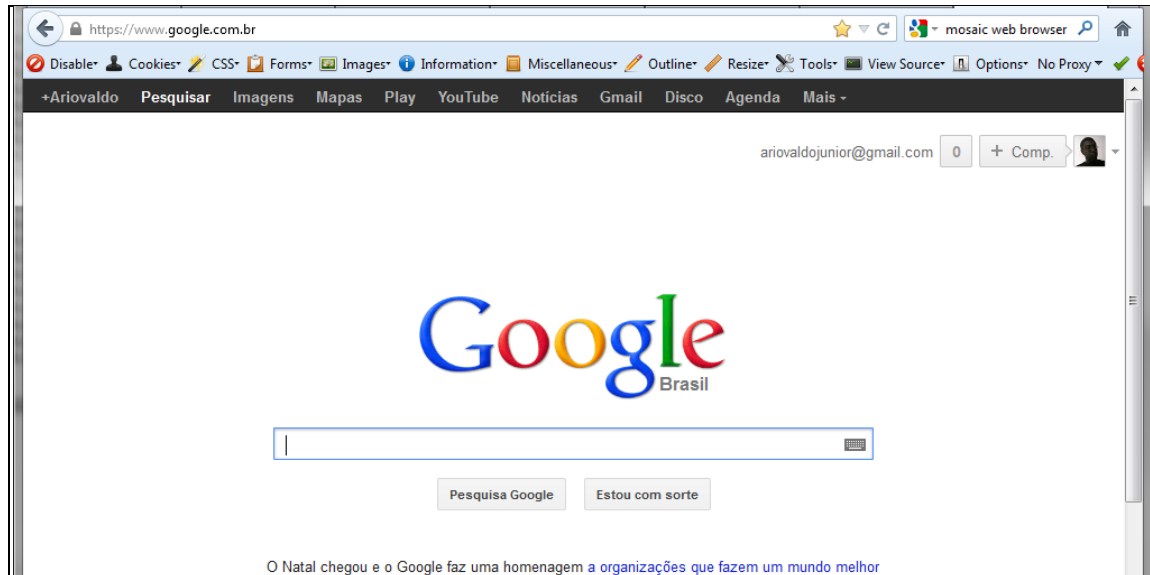 https://www.google.com.br mosaic web browser
Disable Cookies CSS Forms Images Information Miscellaneous Outline Resize Tools View Source Options No Proxy
+Ariovaldo Pesquisar Imagens Mapas Play YouTube Notícias Gmail Disco Agenda Mais
ariovaldojunior@gmail.com 0 + Comp.
Google
Brasil
Pesquisa Google Estou com sorte
O Natal chegou e o Google faz uma homenagem a organizações que fazem um mundo melhor